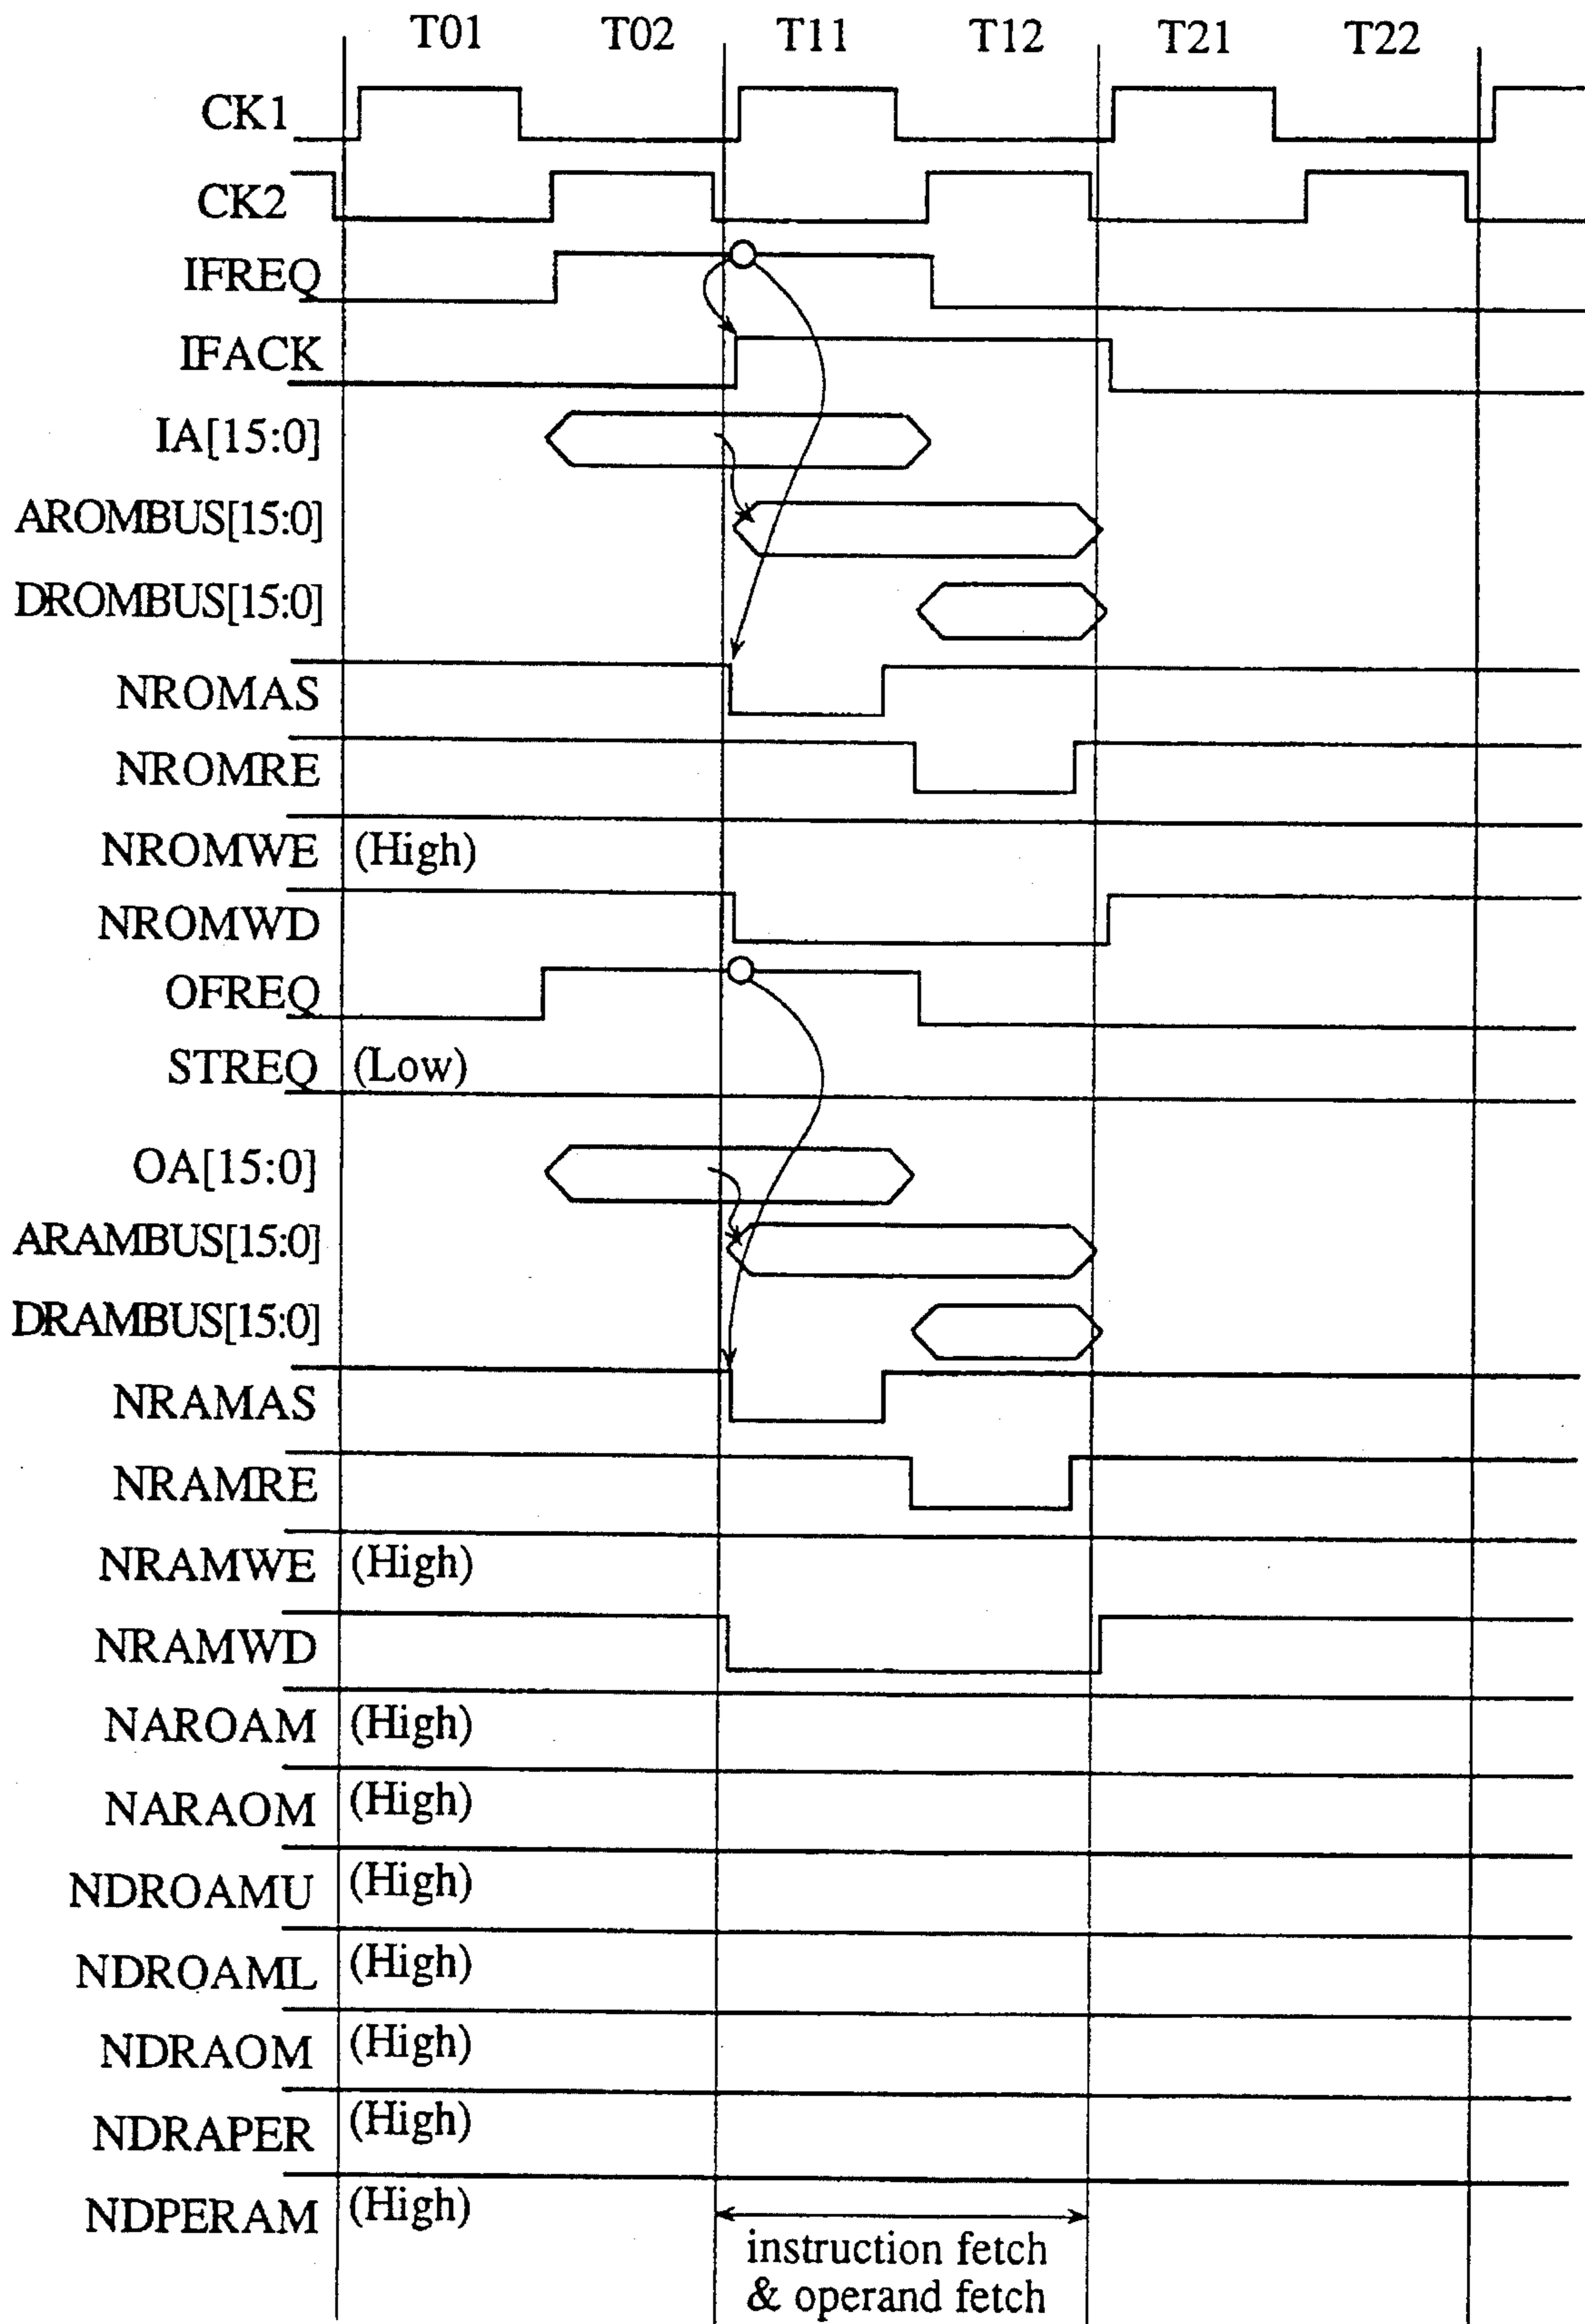 T01 T02 T11 T12 T21 T22
CK1
CK2
IFREQ
IFACK
IA[15:0]
AROMBUS[15:0]
DROMBUS[15:0]
NROMAS
NROMRE
NROMWE (High)
NROMWD
OFREQ
STREQ (Low)
OA[15:0]
ARAMBUS[15:0]
DRAMBUS[15:0]
NRAMAS
NRAMRE
NRAMWE (High)
NRAMWD
NAROAM (High)
NARAOM (High)
NDROAMU (High)
NDROAML (High)
NDRAOM (High)
NDRAPER (High)
NDPERAM (High)
instruction fetch
& operand fetch